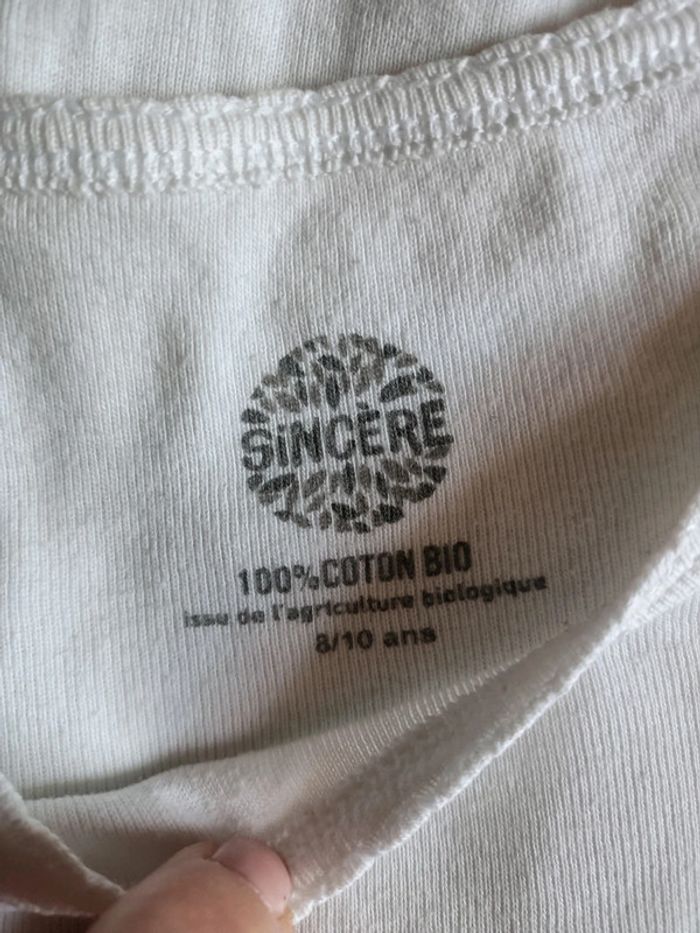 SiNCÈRE
100%COTON BIO
issu de l'agriculture biologique
8/10 ans